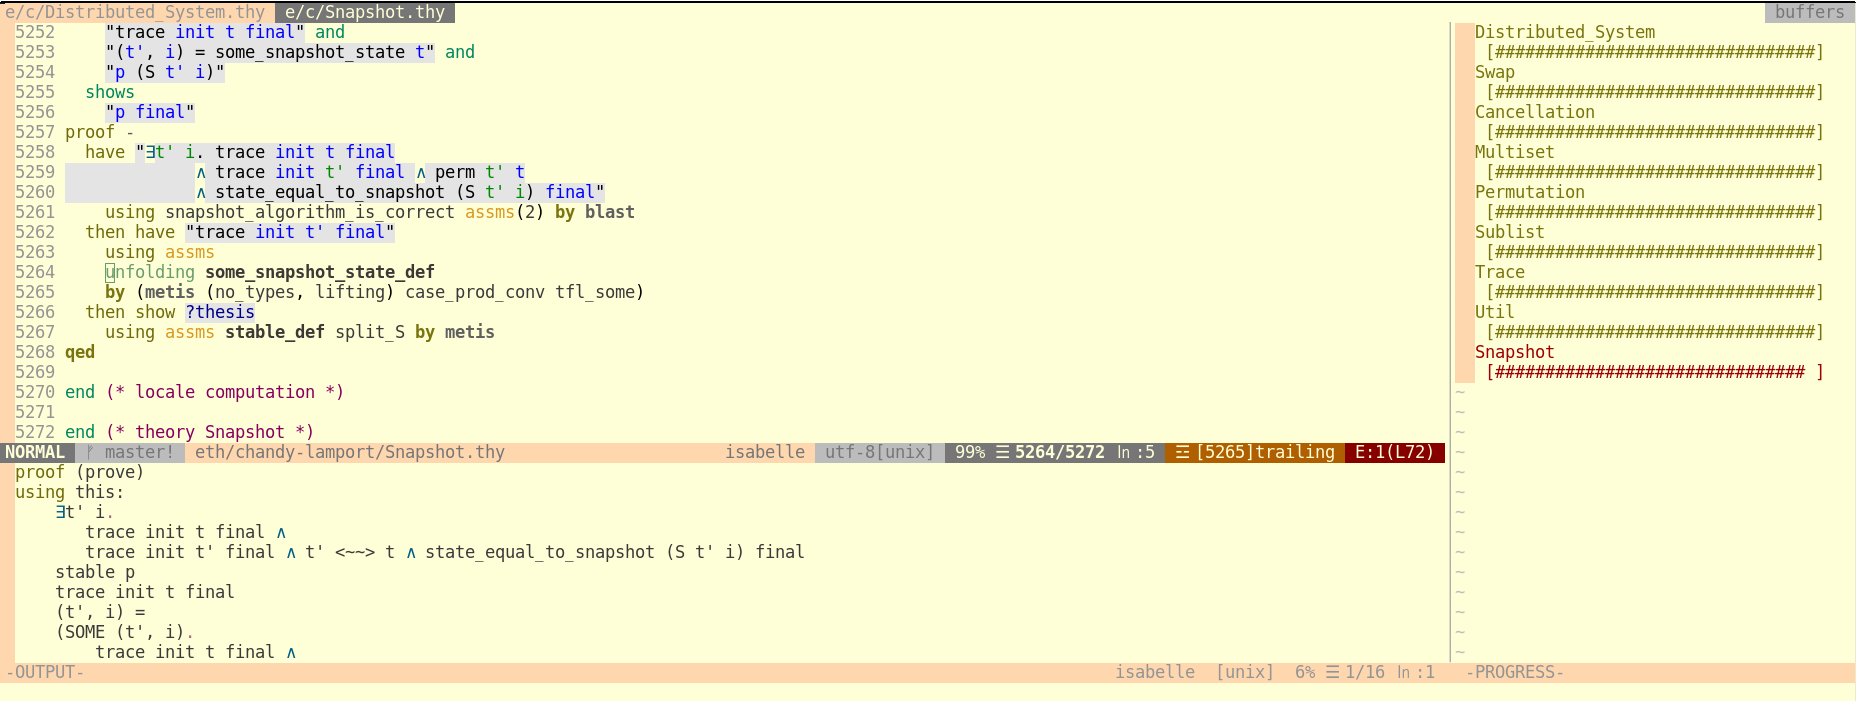 e/c/Distributed_System.thy  e/c/Snapshot.thy  buffers
5252     "trace init t final" and
5253     "(t', i) = some_snapshot_state t" and
5254     "p (S t' i)"
5255   shows
5256     "p final"
5257 proof -
5258   have "∃t' i. trace init t final
5259              ∧ trace init t' final ∧ perm t' t
5260              ∧ state_equal_to_snapshot (S t' i) final"
5261     using snapshot_algorithm_is_correct assms(2) by blast
5262   then have "trace init t' final"
5263     using assms
5264     unfolding some_snapshot_state_def
5265     by (metis (no_types, lifting) case_prod_conv tfl_some)
5266   then show ?thesis
5267     using assms stable_def split_S by metis
5268 qed
5269
5270 end (* locale computation *)
5271
5272 end (* theory Snapshot *)
NORMAL  ᚠ master!  eth/chandy-lamport/Snapshot.thy  isabelle  utf-8[unix]  99% ☰ 5264/5272 ln :5  ☲ [5265]trailing  E:1(L72)
proof (prove)
using this:
    ∃t' i.
       trace init t final ∧
       trace init t' final ∧ t' <~~> t ∧ state_equal_to_snapshot (S t' i) final
    stable p
    trace init t final
    (t', i) =
    (SOME (t', i).
        trace init t final ∧
-OUTPUT-  isabelle  [unix]  6% ☰ 1/16 ln :1
Distributed_System
[################################]
Swap
[################################]
Cancellation
[################################]
Multiset
[################################]
Permutation
[################################]
Sublist
[################################]
Trace
[################################]
Util
[################################]
Snapshot
[############################### ]
~
~
~
~
~
~
~
~
~
~
~
~
~
~
-PROGRESS-